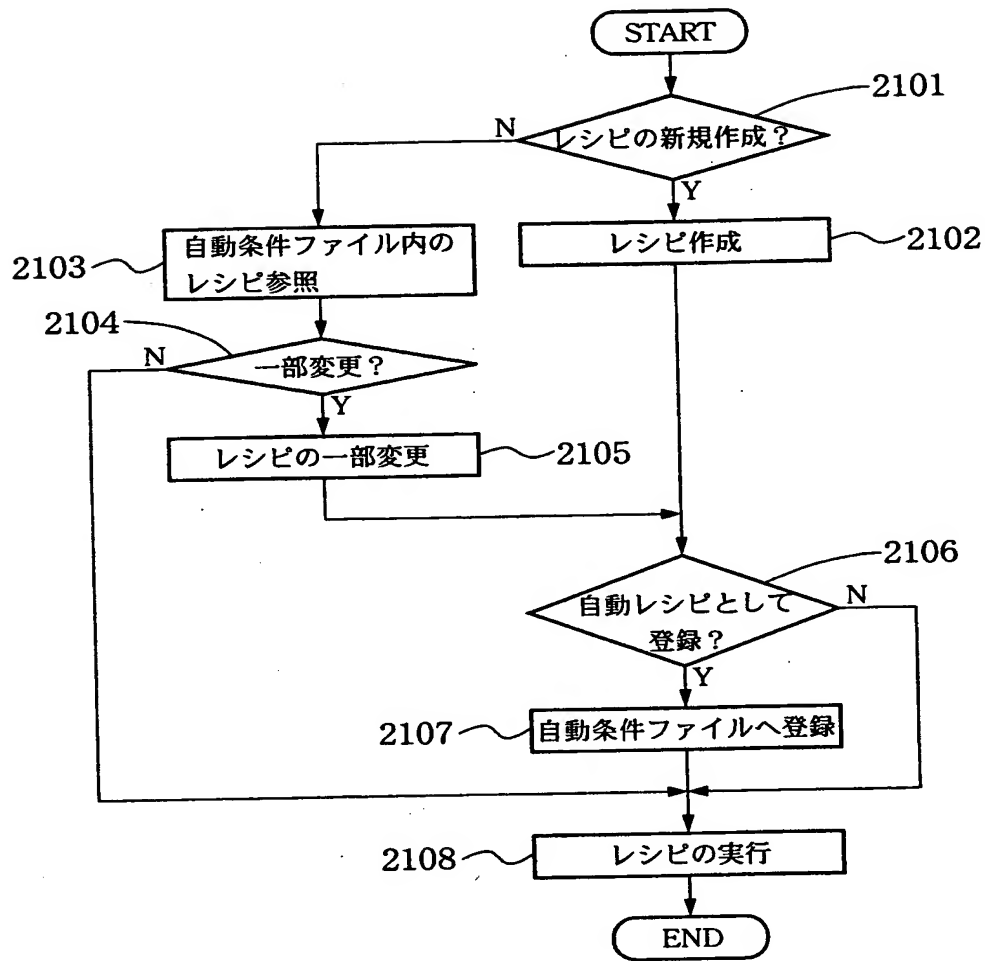 START
2101
N
レシピの新規作成？
Y
レシピ作成
2102
2103
自動条件ファイル内の
レシピ参照
2104
N
一部変更？
Y
レシピの一部変更
2105
2106
自動レシピとして
登録？
N
Y
2107
自動条件ファイルへ登録
2108
レシピの実行
END